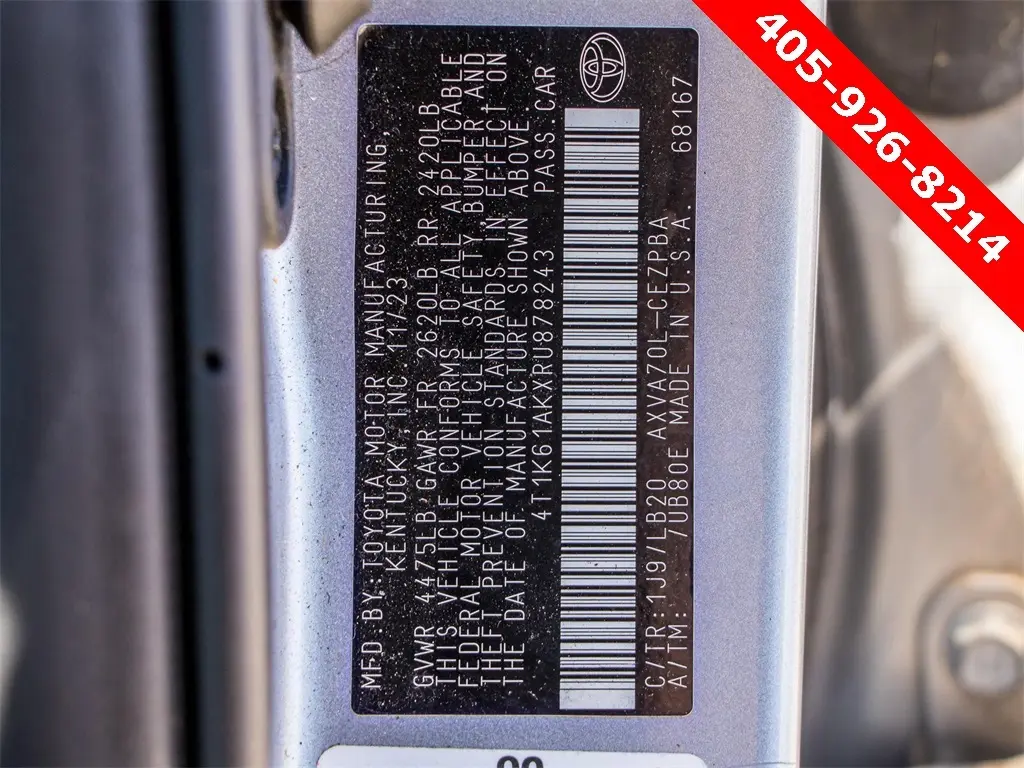 MFD.BY:TOYOTA MOTOR MANUFACTURING,
KENTUCKY,INC. 11/23
GVWR 4475LB GAWR FR 2620LB RR 2420LB
THIS VEHICLE CONFORMS TO ALL APPLICABLE
FEDERAL MOTOR VEHICLE SAFETY, BUMPER AND
THEFT PREVENTION STANDARDS IN EFFECT ON
THE DATE OF MANUFACTURE SHOWN ABOVE.
4T1K61AKXRU878243 PASS.CAR
C/TR:1J9/LB20 AXVA70L-CEZPBA
A/TM: 7UB80E MADE IN U.S.A. 68167
405-926-8214